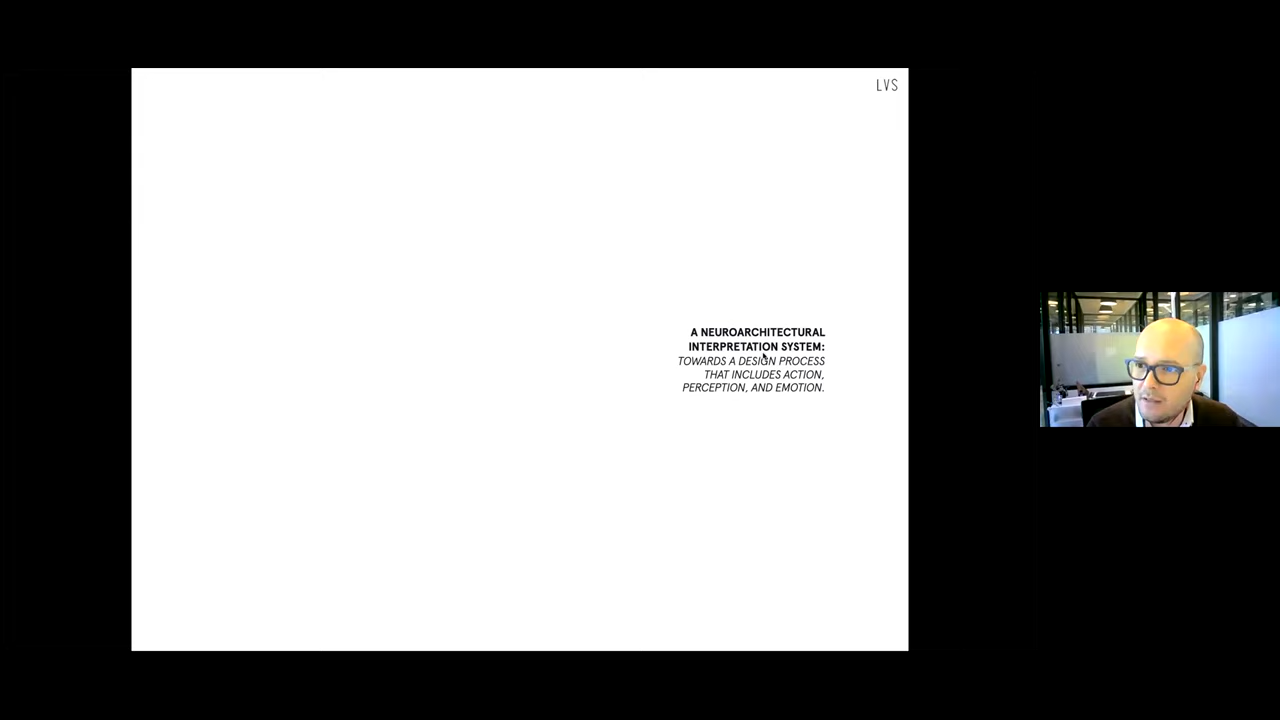 LVS
A NEUROARCHITECTURAL
INTERPRETATION SYSTEM:
TOWARDS A DESIGN PROCESS
THAT INCLUDES ACTION,
PERCEPTION, AND EMOTION.